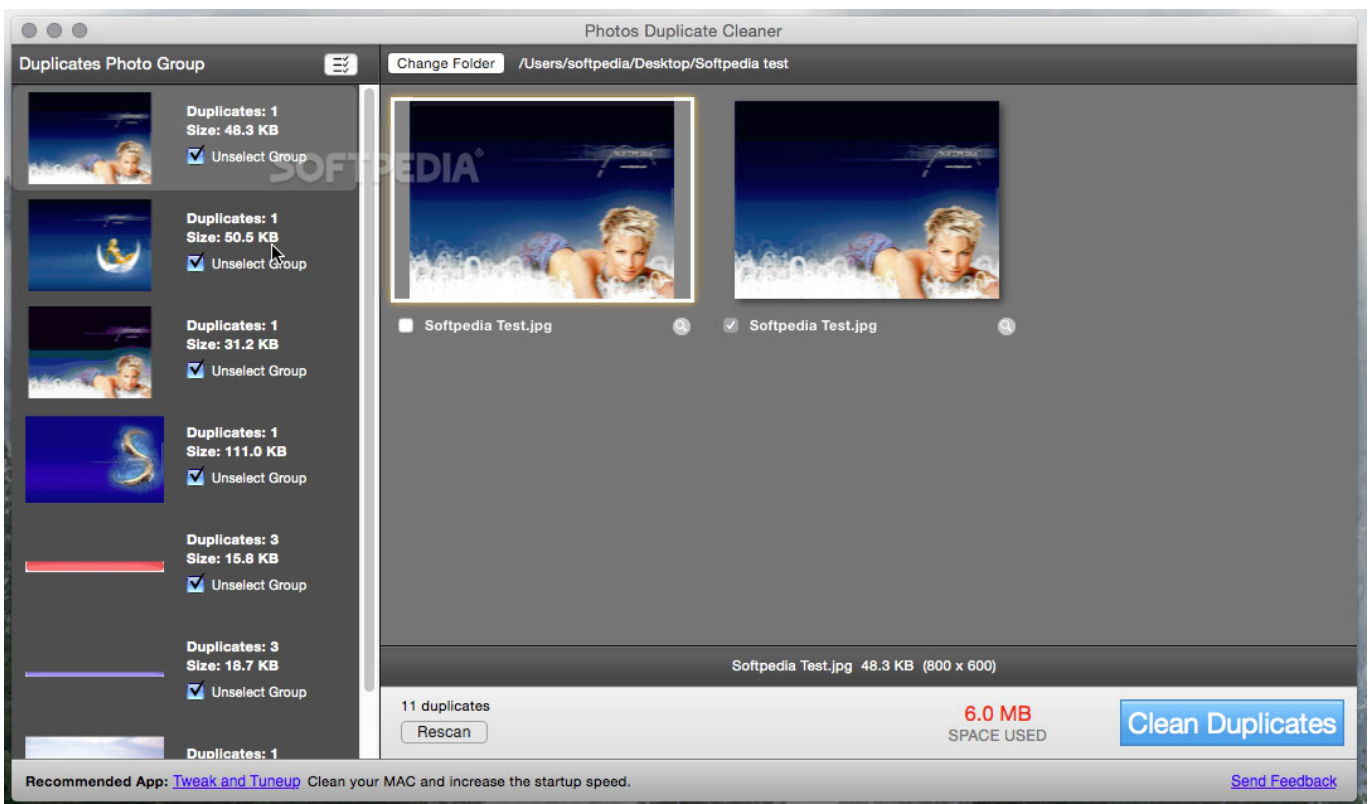 Photos Duplicate Cleaner
Duplicates Photo Group
Change Folder /Users/softpedia/Desktop/Softpedia test
Duplicates: 1
Size: 48.3 KB
Unselect Group
SOFTPEDIA®
Duplicates: 1
Size: 50.5 KB
Unselect Group
Duplicates: 1
Size: 31.2 KB
Unselect Group
Duplicates: 1
Size: 111.0 KB
Unselect Group
Duplicates: 3
Size: 15.8 KB
Unselect Group
Duplicates: 3
Size: 18.7 KB
Unselect Group
Duplicates: 1
Softpedia Test.jpg
Softpedia Test.jpg
Softpedia Test.jpg 48.3 KB (800 x 600)
11 duplicates
Rescan
6.0 MB
SPACE USED
Clean Duplicates
Recommended App: Tweak and Tuneup Clean your MAC and increase the startup speed.
Send Feedback